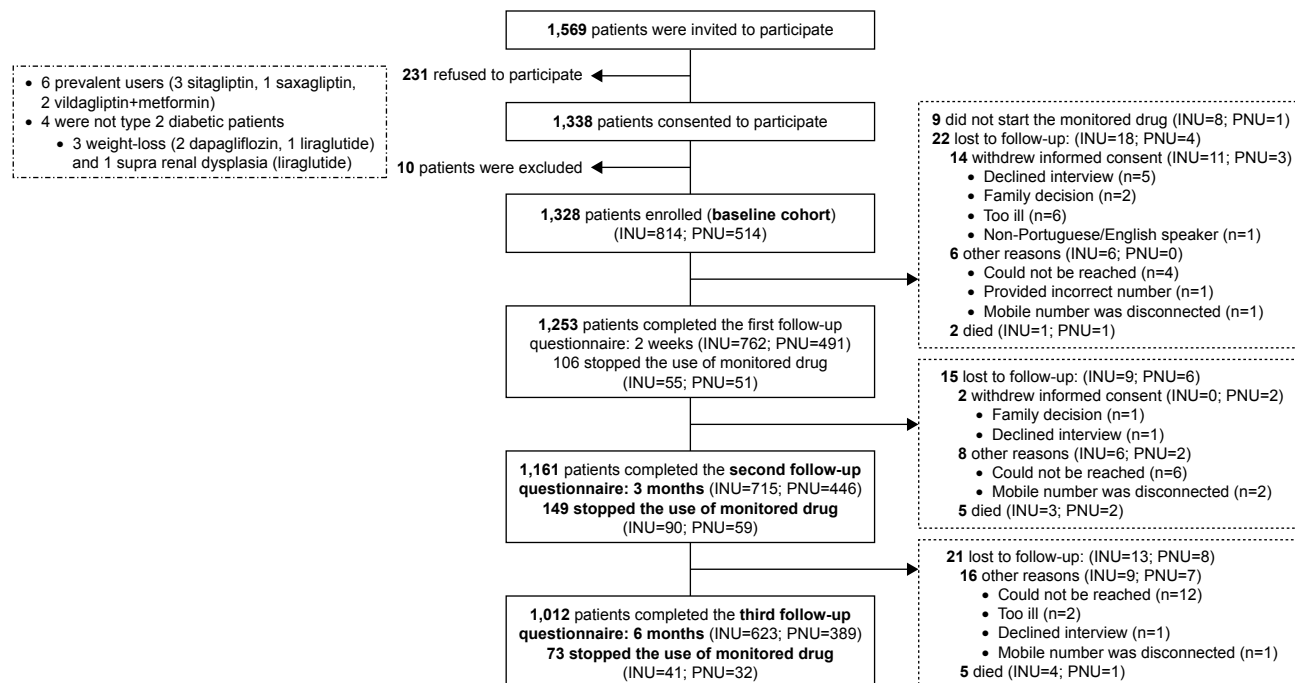 1,569 patients were invited to participate
231 refused to participate
• 6 prevalent users (3 sitagliptin, 1 saxagliptin,
2 vildagliptin+metformin)
• 4 were not type 2 diabetic patients
• 3 weight-loss (2 dapagliflozin, 1 liraglutide)
and 1 supra renal dysplasia (liraglutide)
1,338 patients consented to participate
10 patients were excluded
1,328 patients enrolled (baseline cohort)
(INU=814; PNU=514)
9 did not start the monitored drug (INU=8; PNU=1)
22 lost to follow-up: (INU=18; PNU=4)
14 withdrew informed consent (INU=11; PNU=3)
• Declined interview (n=5)
• Family decision (n=2)
• Too ill (n=6)
• Non-Portuguese/English speaker (n=1)
6 other reasons (INU=6; PNU=0)
• Could not be reached (n=4)
• Provided incorrect number (n=1)
• Mobile number was disconnected (n=1)
2 died (INU=1; PNU=1)
1,253 patients completed the first follow-up
questionnaire: 2 weeks (INU=762; PNU=491)
106 stopped the use of monitored drug
(INU=55; PNU=51)
15 lost to follow-up: (INU=9; PNU=6)
2 withdrew informed consent (INU=0; PNU=2)
• Family decision (n=1)
• Declined interview (n=1)
8 other reasons (INU=6; PNU=2)
• Could not be reached (n=6)
• Mobile number was disconnected (n=2)
5 died (INU=3; PNU=2)
1,161 patients completed the second follow-up
questionnaire: 3 months (INU=715; PNU=446)
149 stopped the use of monitored drug
(INU=90; PNU=59)
21 lost to follow-up: (INU=13; PNU=8)
16 other reasons (INU=9; PNU=7)
• Could not be reached (n=12)
• Too ill (n=2)
• Declined interview (n=1)
• Mobile number was disconnected (n=1)
5 died (INU=4; PNU=1)
1,012 patients completed the third follow-up
questionnaire: 6 months (INU=623; PNU=389)
73 stopped the use of monitored drug
(INU=41; PNU=32)